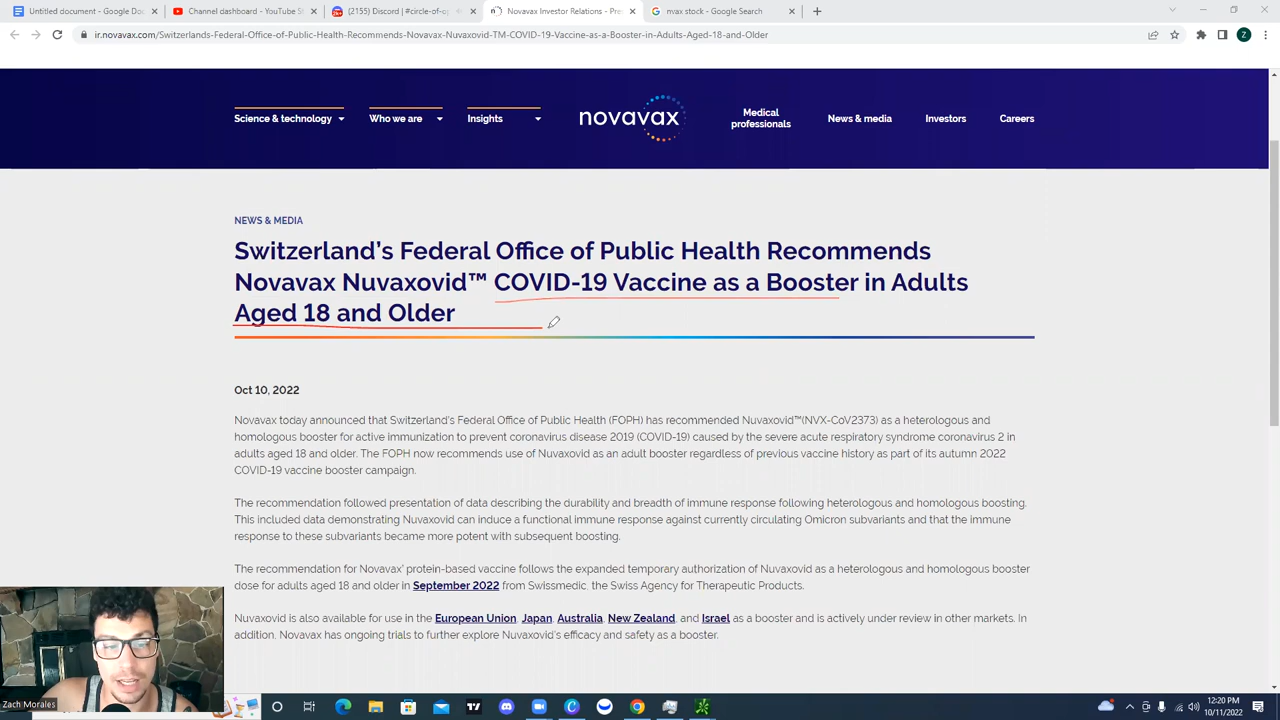 Untitled document - Google Doc
Channel dashboard - YouTube St
(2155) Discord | #circle-of-op
Novavax Investor Relations - Pre
nvax stock - Google Search
ir.novavax.com/Switzerlands-Federal-Office-of-Public-Health-Recommends-Novavax-Nuvaxovid-TM-COVID-19-Vaccine-as-a-Booster-in-Adults-Aged-18-and-Older
Z
Science & technology
Who we are
Insights
novavax
Medical
professionals
News & media
Investors
Careers
NEWS & MEDIA
Switzerland's Federal Office of Public Health Recommends
Novavax Nuvaxovid™ COVID-19 Vaccine as a Booster in Adults
Aged 18 and Older
Oct 10, 2022
Novavax today announced that Switzerland's Federal Office of Public Health (FOPH) has recommended Nuvaxovid™(NVX-CoV2373) as a heterologous and
homologous booster for active immunization to prevent coronavirus disease 2019 (COVID-19) caused by the severe acute respiratory syndrome coronavirus 2 in
adults aged 18 and older. The FOPH now recommends use of Nuvaxovid as an adult booster regardless of previous vaccine history as part of its autumn 2022
COVID-19 vaccine booster campaign.
The recommendation followed presentation of data describing the durability and breadth of immune response following heterologous and homologous boosting.
This included data demonstrating Nuvaxovid can induce a functional immune response against currently circulating Omicron subvariants and that the immune
response to these subvariants became more potent with subsequent boosting.
The recommendation for Novavax' protein-based vaccine follows the expanded temporary authorization of Nuvaxovid as a heterologous and homologous booster
dose for adults aged 18 and older in September 2022 from Swissmedic, the Swiss Agency for Therapeutic Products.
Nuvaxovid is also available for use in the European Union, Japan, Australia, New Zealand, and Israel as a booster and is actively under review in other markets. In
addition, Novavax has ongoing trials to further explore Nuvaxovid's efficacy and safety as a booster.
Zach Morales
12:20 PM
10/11/2022